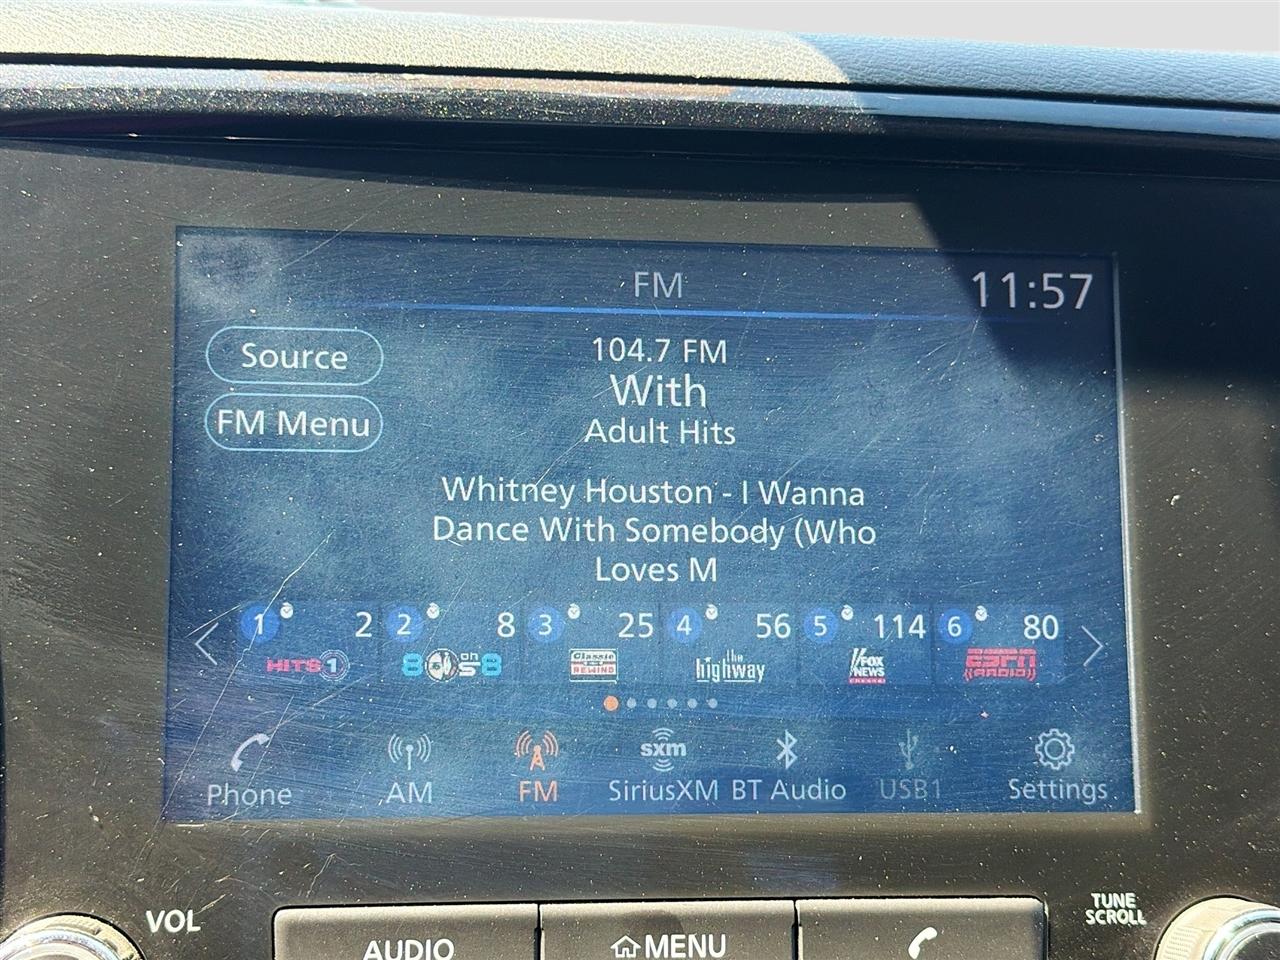 FM
11:57
Source
104.7 FM
With
FM Menu
Adult Hits
Whitney Houston - I Wanna
Dance With Somebody (Who
Loves M
1 2 2 8 3 25 4 56 5 114 6 80
HITS 1
80s on 8
Classic REWIND
the highway
FOX NEWS channel
ESPN RADIO
sxm
Phone AM FM SiriusXM BT Audio USB1 Settings
VOL
TUNE
SCROLL
AUDIO MENU